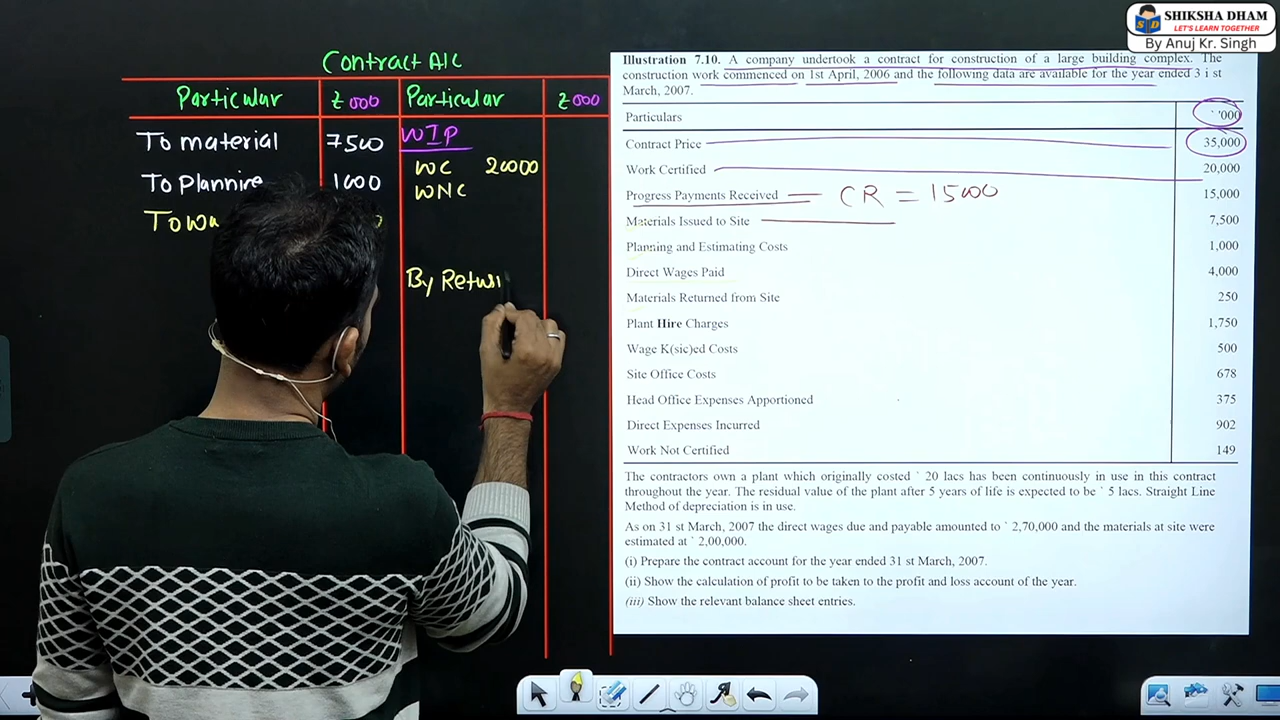 SHIKSHA DHAM
LET'S LEARN TOGETHER
By Anuj Kr. Singh
Contract A/C
Particular ₹ 000 Particular ₹ 000
To material 7500 WIP
WC 20000
To Planning 1000 WNC
To Wa
By Retur
Illustration 7.10. A company undertook a contract for construction of a large building complex. The
construction work commenced on 1st April, 2006 and the following data are available for the year ended 3 i st
March, 2007.
Particulars ` '000
Contract Price 35,000
Work Certified 20,000
Progress Payments Received CR = 15000 15,000
Materials Issued to Site 7,500
Planning and Estimating Costs 1,000
Direct Wages Paid 4,000
Materials Returned from Site 250
Plant Hire Charges 1,750
Wage K(sic)ed Costs 500
Site Office Costs 678
Head Office Expenses Apportioned 375
Direct Expenses Incurred 902
Work Not Certified 149
The contractors own a plant which originally costed ` 20 lacs has been continuously in use in this contract
throughout the year. The residual value of the plant after 5 years of life is expected to be ` 5 lacs. Straight Line
Method of depreciation is in use.
As on 31 st March, 2007 the direct wages due and payable amounted to ` 2,70,000 and the materials at site were
estimated at ` 2,00,000.
(i) Prepare the contract account for the year ended 31 st March, 2007.
(ii) Show the calculation of profit to be taken to the profit and loss account of the year.
(iii) Show the relevant balance sheet entries.